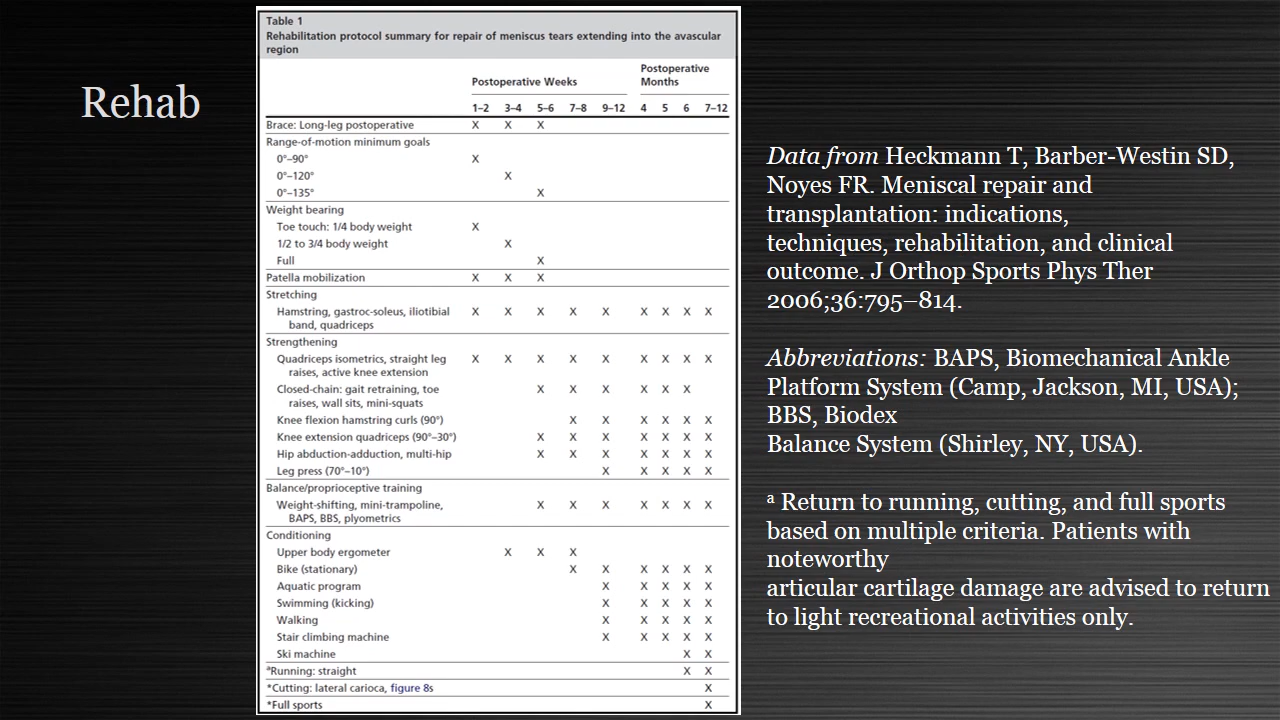 Rehab
Table 1
Rehabilitation protocol summary for repair of meniscus tears extending into the avascular
region
Postoperative Weeks
Postoperative
Months
1–2 3–4 5–6 7–8 9–12 4 5 6 7–12
Brace: Long-leg postoperative X X X
Range-of-motion minimum goals
0°–90° X
0°–120° X
0°–135° X
Weight bearing
Toe touch: 1/4 body weight X
1/2 to 3/4 body weight X
Full X
Patella mobilization X X X
Stretching
Hamstring, gastroc-soleus, iliotibial X X X X X X X X X
band, quadriceps
Strengthening
Quadriceps isometrics, straight leg X X X X X X X X X
raises, active knee extension
Closed-chain: gait retraining, toe X X X X X X
raises, wall sits, mini-squats
Knee flexion hamstring curls (90°) X X X X X X
Knee extension quadriceps (90°–30°) X X X X X X X
Hip abduction-adduction, multi-hip X X X X X X X
Leg press (70°–10°) X X X X X
Balance/proprioceptive training
Weight-shifting, mini-trampoline, X X X X X X X
BAPS, BBS, plyometrics
Conditioning
Upper body ergometer X X X
Bike (stationary) X X X X X X
Aquatic program X X X X X
Swimming (kicking) X X X X X
Walking X X X X X
Stair climbing machine X X X X X
Ski machine X X
ᵃRunning: straight X X
*Cutting: lateral carioca, figure 8s X
*Full sports X
Data from Heckmann T, Barber-Westin SD,
Noyes FR. Meniscal repair and
transplantation: indications,
techniques, rehabilitation, and clinical
outcome. J Orthop Sports Phys Ther
2006;36:795–814.
Abbreviations: BAPS, Biomechanical Ankle
Platform System (Camp, Jackson, MI, USA);
BBS, Biodex
Balance System (Shirley, NY, USA).
ᵃ Return to running, cutting, and full sports
based on multiple criteria. Patients with
noteworthy
articular cartilage damage are advised to return
to light recreational activities only.